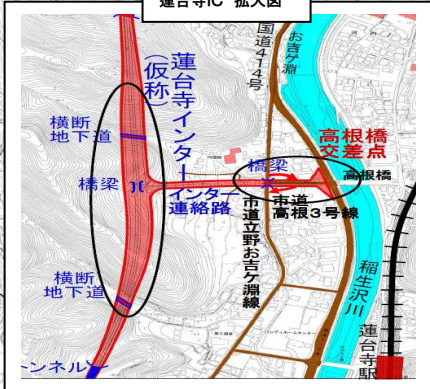 蓮台寺IC 拡大図
国道414号
お吉ヶ淵
蓮台寺インター
(仮称)
横断
地下道
橋梁
インター
連絡路
橋梁
高根橋
交差点
高根橋
市道
高根3号線
市道立野お吉ケ淵線
横断
地下道
稲生沢川
蓮台寺駅
ンネル